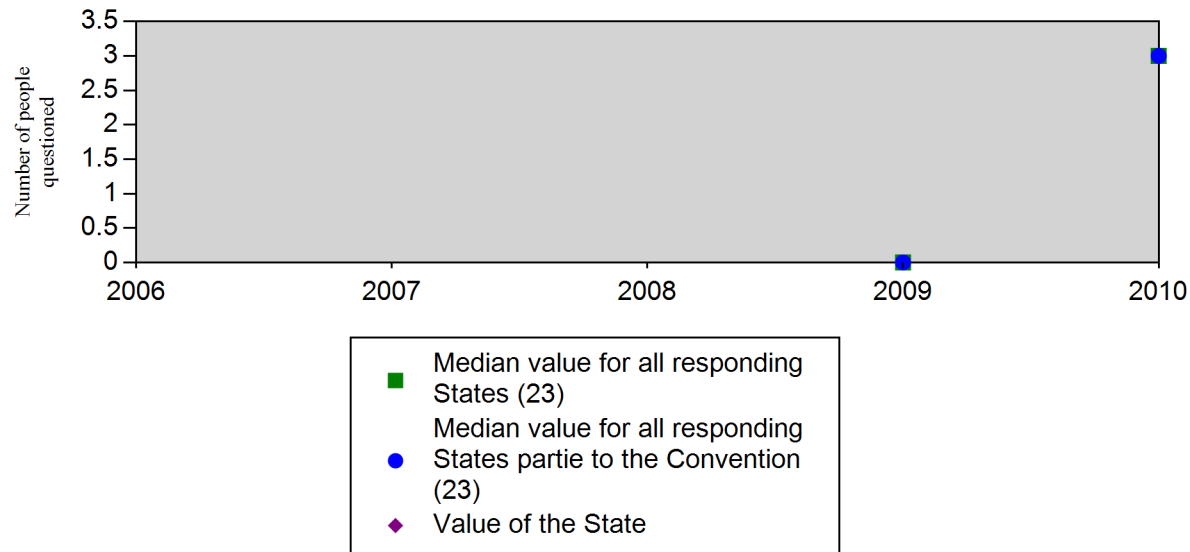 3.5
3
2.5
2
1.5
1
0.5
0
Number of people
questioned
2006 2007 2008 2009 2010
Median value for all responding
States (23)
Median value for all responding
States partie to the Convention
(23)
Value of the State